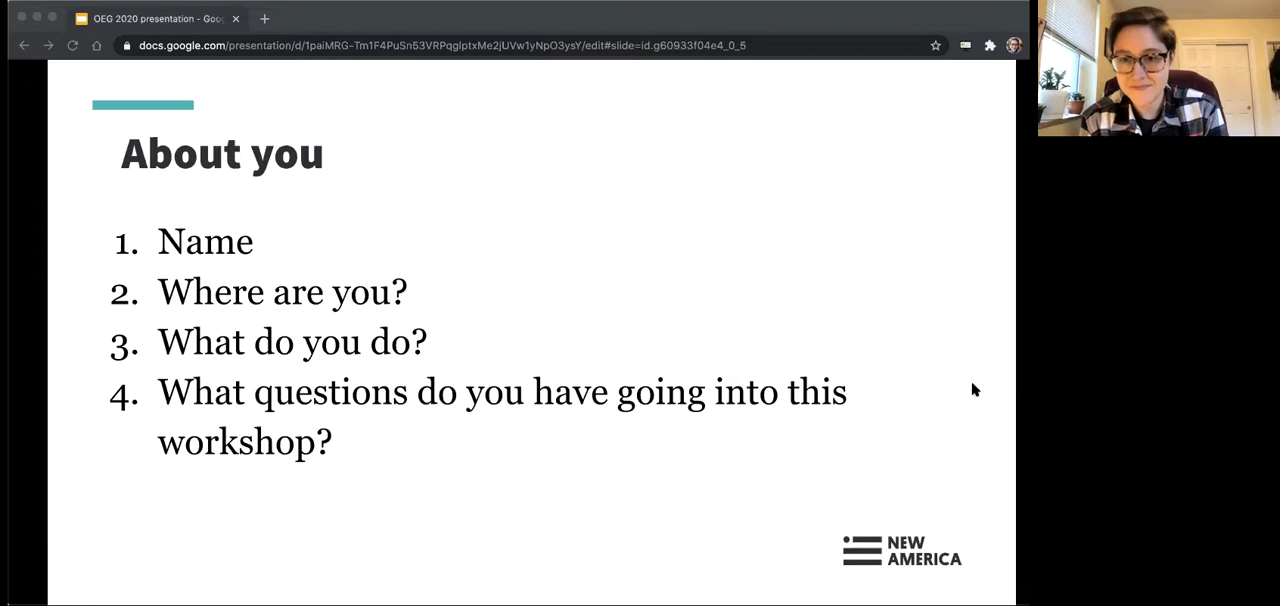 OEG 2020 presentation - Goo
docs.google.com/presentation/d/1paiMRG-Tm1F4PuSn53VRPqglptxMe2jUVw1yNpO3ysY/edit#slide=id.g60933f04e4_0_5
About you
1. Name
2. Where are you?
3. What do you do?
4. What questions do you have going into this
workshop?
NEW
AMERICA